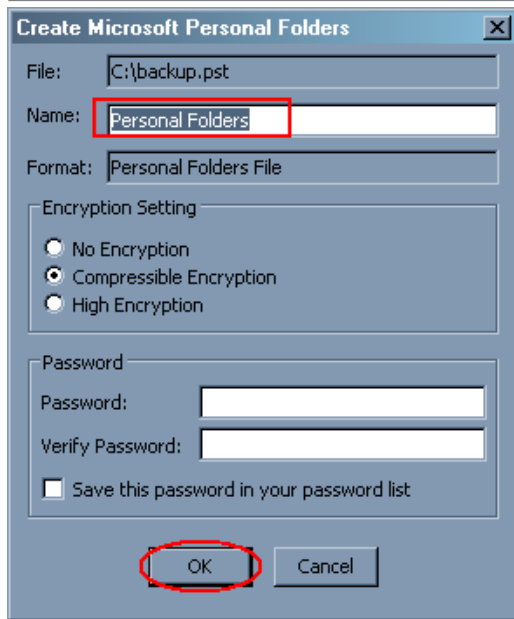 Create Microsoft Personal Folders
File: C:\backup.pst
Name: Personal Folders
Format: Personal Folders File
Encryption Setting
No Encryption
Compressible Encryption
High Encryption
Password
Password:
Verify Password:
Save this password in your password list
OK Cancel